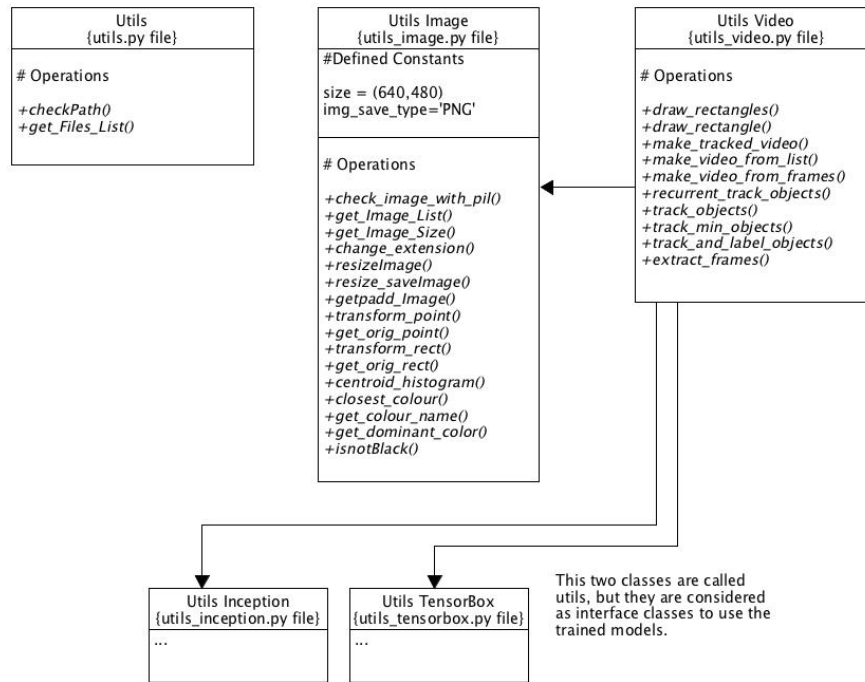 Utils
{utils.py file}
# Operations
+checkPath()
+get_Files_List()
Utils Image
{utils_image.py file}
#Defined Constants
size = (640,480)
img_save_type='PNG'
# Operations
+check_image_with_pil()
+get_Image_List()
+get_Image_Size()
+change_extension()
+resizeImage()
+resize_saveImage()
+getpadd_Image()
+transform_point()
+get_orig_point()
+transform_rect()
+get_orig_rect()
+centroid_histogram()
+closest_colour()
+get_colour_name()
+get_dominant_color()
+isnotBlack()
Utils Video
{utils_video.py file}
# Operations
+draw_rectangles()
+draw_rectangle()
+make_tracked_video()
+make_video_from_list()
+make_video_from_frames()
+recurrent_track_objects()
+track_objects()
+track_min_objects()
+track_and_label_objects()
+extract_frames()
Utils Inception
{utils_inception.py file}
...
Utils TensorBox
{utils_tensorbox.py file}
...
This two classes are called
utils, but they are considered
as interface classes to use the
trained models.